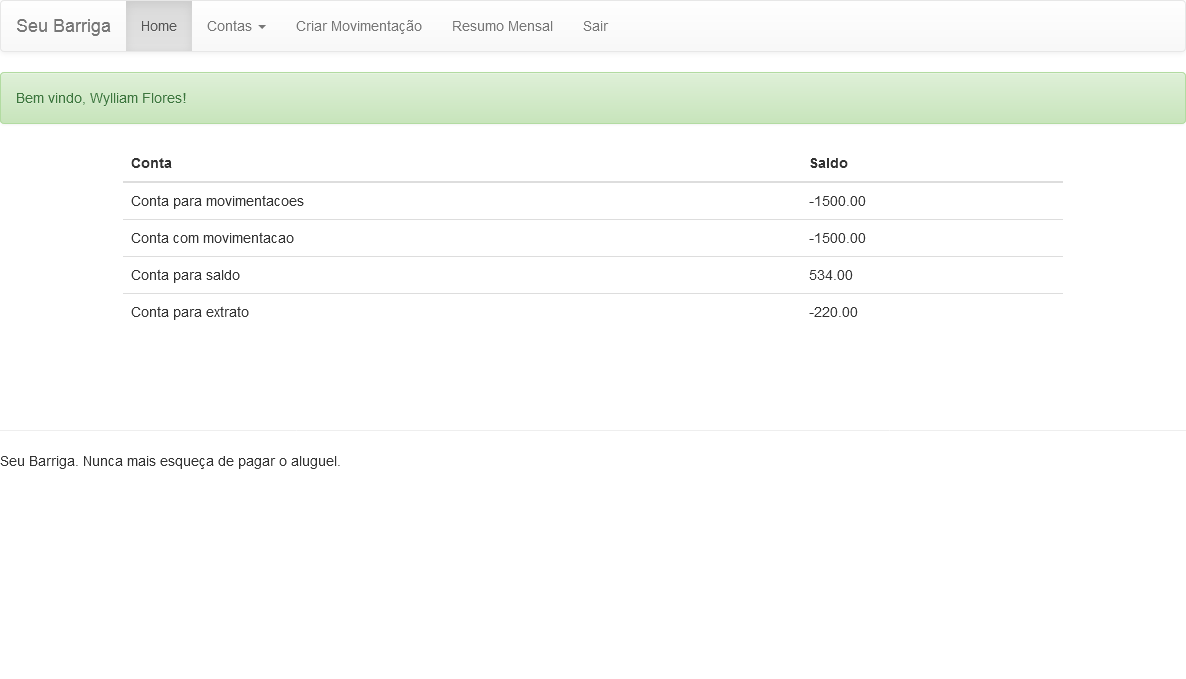 Seu Barriga Home Contas Criar Movimentação Resumo Mensal Sair
Bem vindo, Wylliam Flores!
Conta Saldo
Conta para movimentacoes -1500.00
Conta com movimentacao -1500.00
Conta para saldo 534.00
Conta para extrato -220.00
Seu Barriga. Nunca mais esqueça de pagar o aluguel.